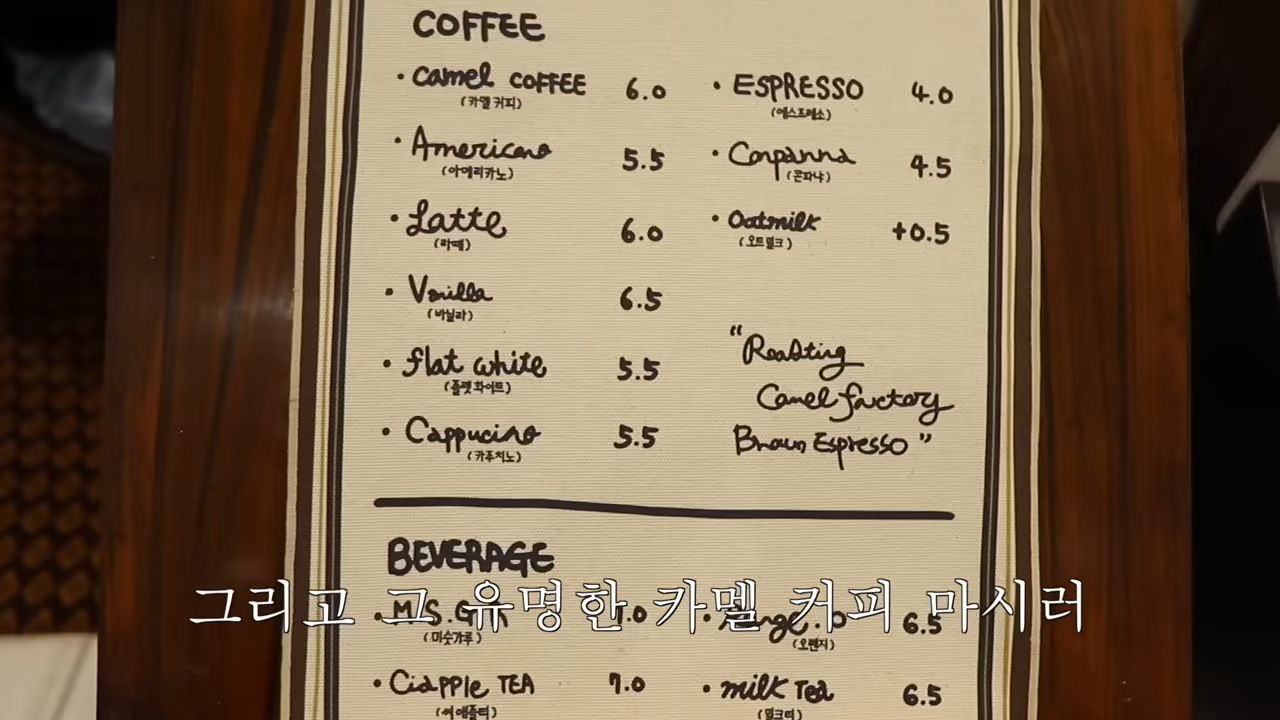 COFFEE
• Camel COFFEE 6.0
(카멜 커피)
• Americano 5.5
(아메리카노)
• Latte 6.0
(라떼)
• Vanilla 6.5
(바닐라)
• flat white 5.5
(플랫 화이트)
• Cappucino 5.5
(카푸치노)
• ESPRESSO 4.0
(에스프레소)
• Conpanna 4.5
(콘파냐)
• Oatmilk +0.5
(오트밀크)
"Roasting
Camel factory
Brown Espresso"
BEVERAGE
• M.S.G 7.0
(미숫가루)
• 6.5
(오렌지)
• Ciapple TEA 7.0
(씨애플티)
• milk Tea 6.5
(밀크티)
그리고 그 유명한 카멜 커피 마시러